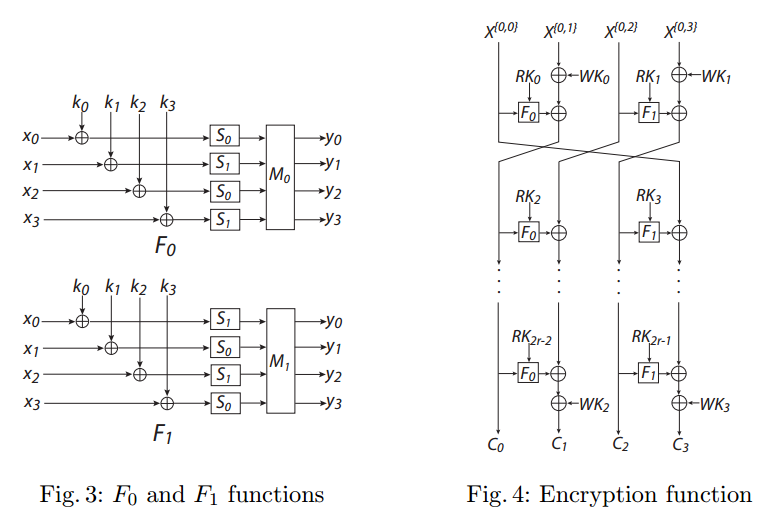 k0 k1 k2 k3
x0 S0 y0
x1 S1 y1
M0
x2 S0 y2
x3 S1 y3
F0
k0 k1 k2 k3
x0 S1 y0
x1 S0 y1
M1
x2 S1 y2
x3 S0 y3
F1
Fig. 3: F0 and F1 functions
X{0,0} X{0,1} X{0,2} X{0,3}
RK0 WK0 RK1 WK1
F0 F1
RK2 RK3
F0 F1
RK2r-2 RK2r-1
F0 F1
WK2 WK3
C0 C1 C2 C3
Fig. 4: Encryption function